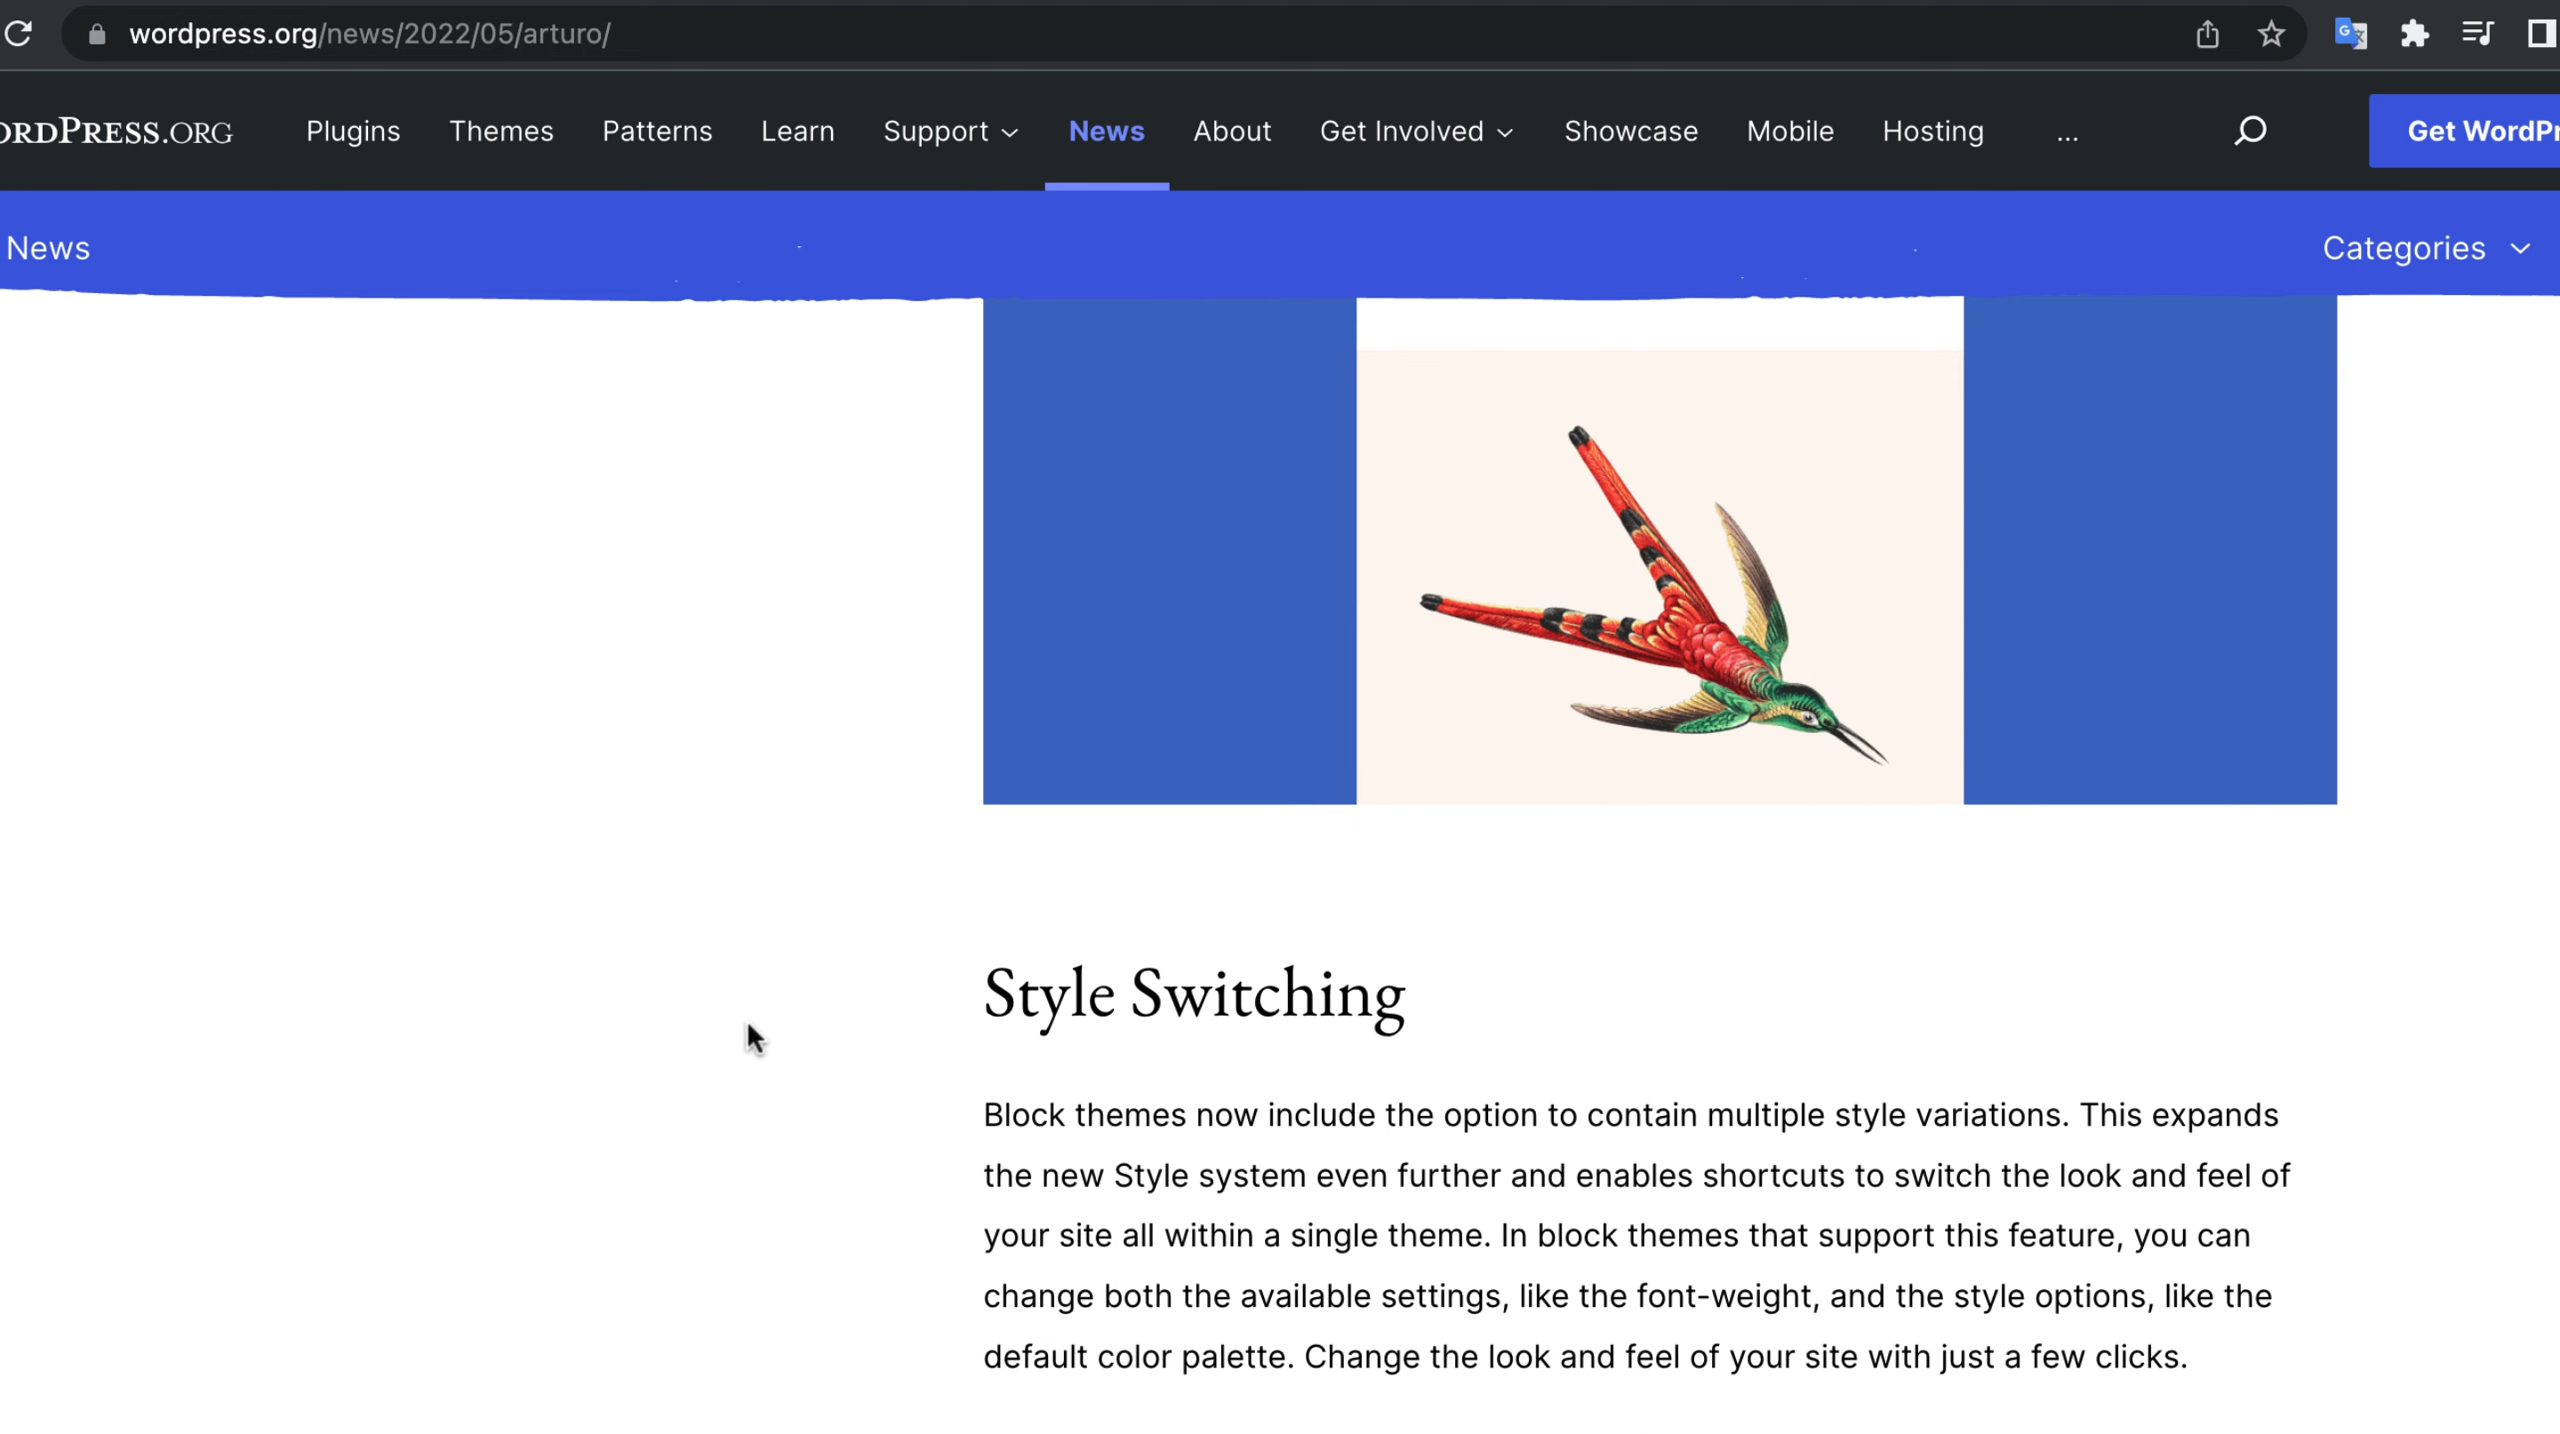 wordpress.org/news/2022/05/arturo/
ORDPRESS.ORG Plugins Themes Patterns Learn Support News About Get Involved Showcase Mobile Hosting ... Get WordPr
News Categories
Style Switching
Block themes now include the option to contain multiple style variations. This expands
the new Style system even further and enables shortcuts to switch the look and feel of
your site all within a single theme. In block themes that support this feature, you can
change both the available settings, like the font-weight, and the style options, like the
default color palette. Change the look and feel of your site with just a few clicks.